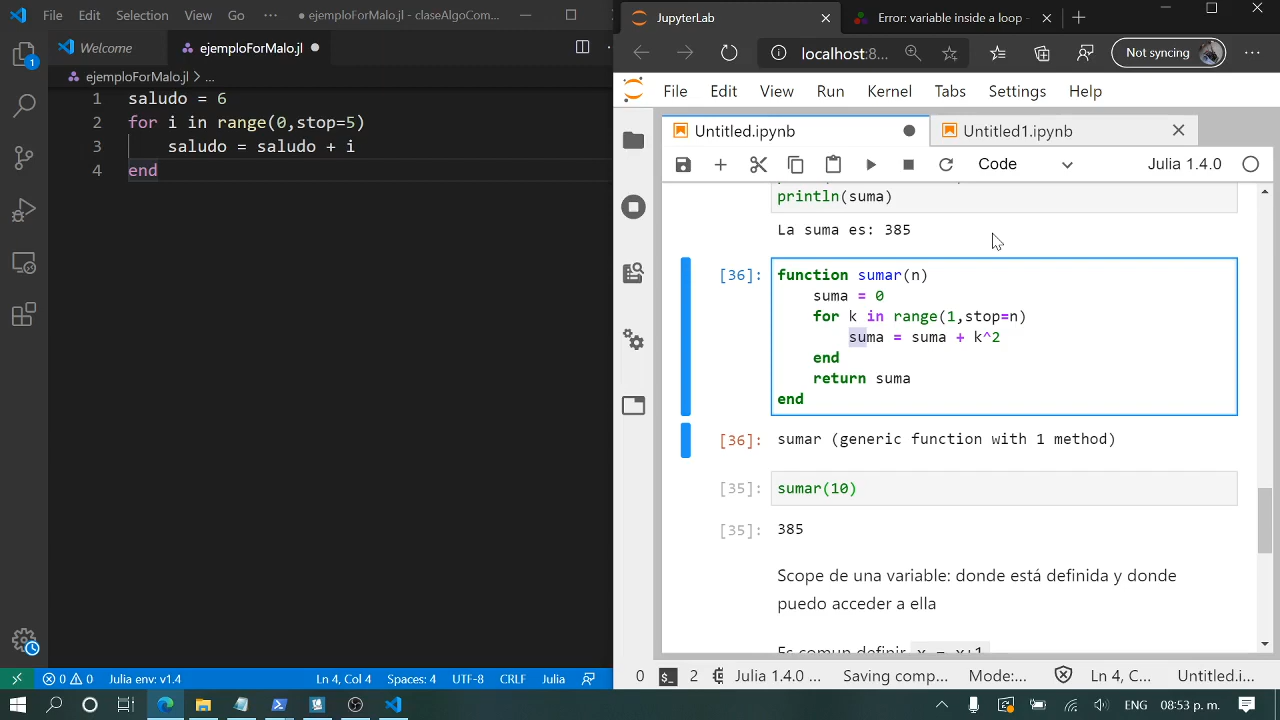 File Edit Selection View Go ··· ● ejemploForMalo.jl - claseAlgoCom...
Welcome ejemploForMalo.jl ●
ejemploForMalo.jl > ...
1 saludo = 6
2 for i in range(0,stop=5)
3 saludo = saludo + i
4 end
1
0 0 Julia env: v1.4 Ln 4, Col 4 Spaces: 4 UTF-8 CRLF Julia
JupyterLab Error: variable inside a loop -
localhost:8... Not syncing
File Edit View Run Kernel Tabs Settings Help
Untitled.ipynb Untitled1.ipynb
Code Julia 1.4.0
println(suma)
La suma es: 385
[36]: function sumar(n)
suma = 0
for k in range(1,stop=n)
suma = suma + k^2
end
return suma
end
[36]: sumar (generic function with 1 method)
[35]: sumar(10)
[35]: 385
Scope de una variable: donde está definida y donde
puedo acceder a ella
Es comun definir x = x+1
0 $_ 2 Julia 1.4.0 ... Saving comp... Mode:... Ln 4, C... Untitled.i...
ENG 08:53 p. m.